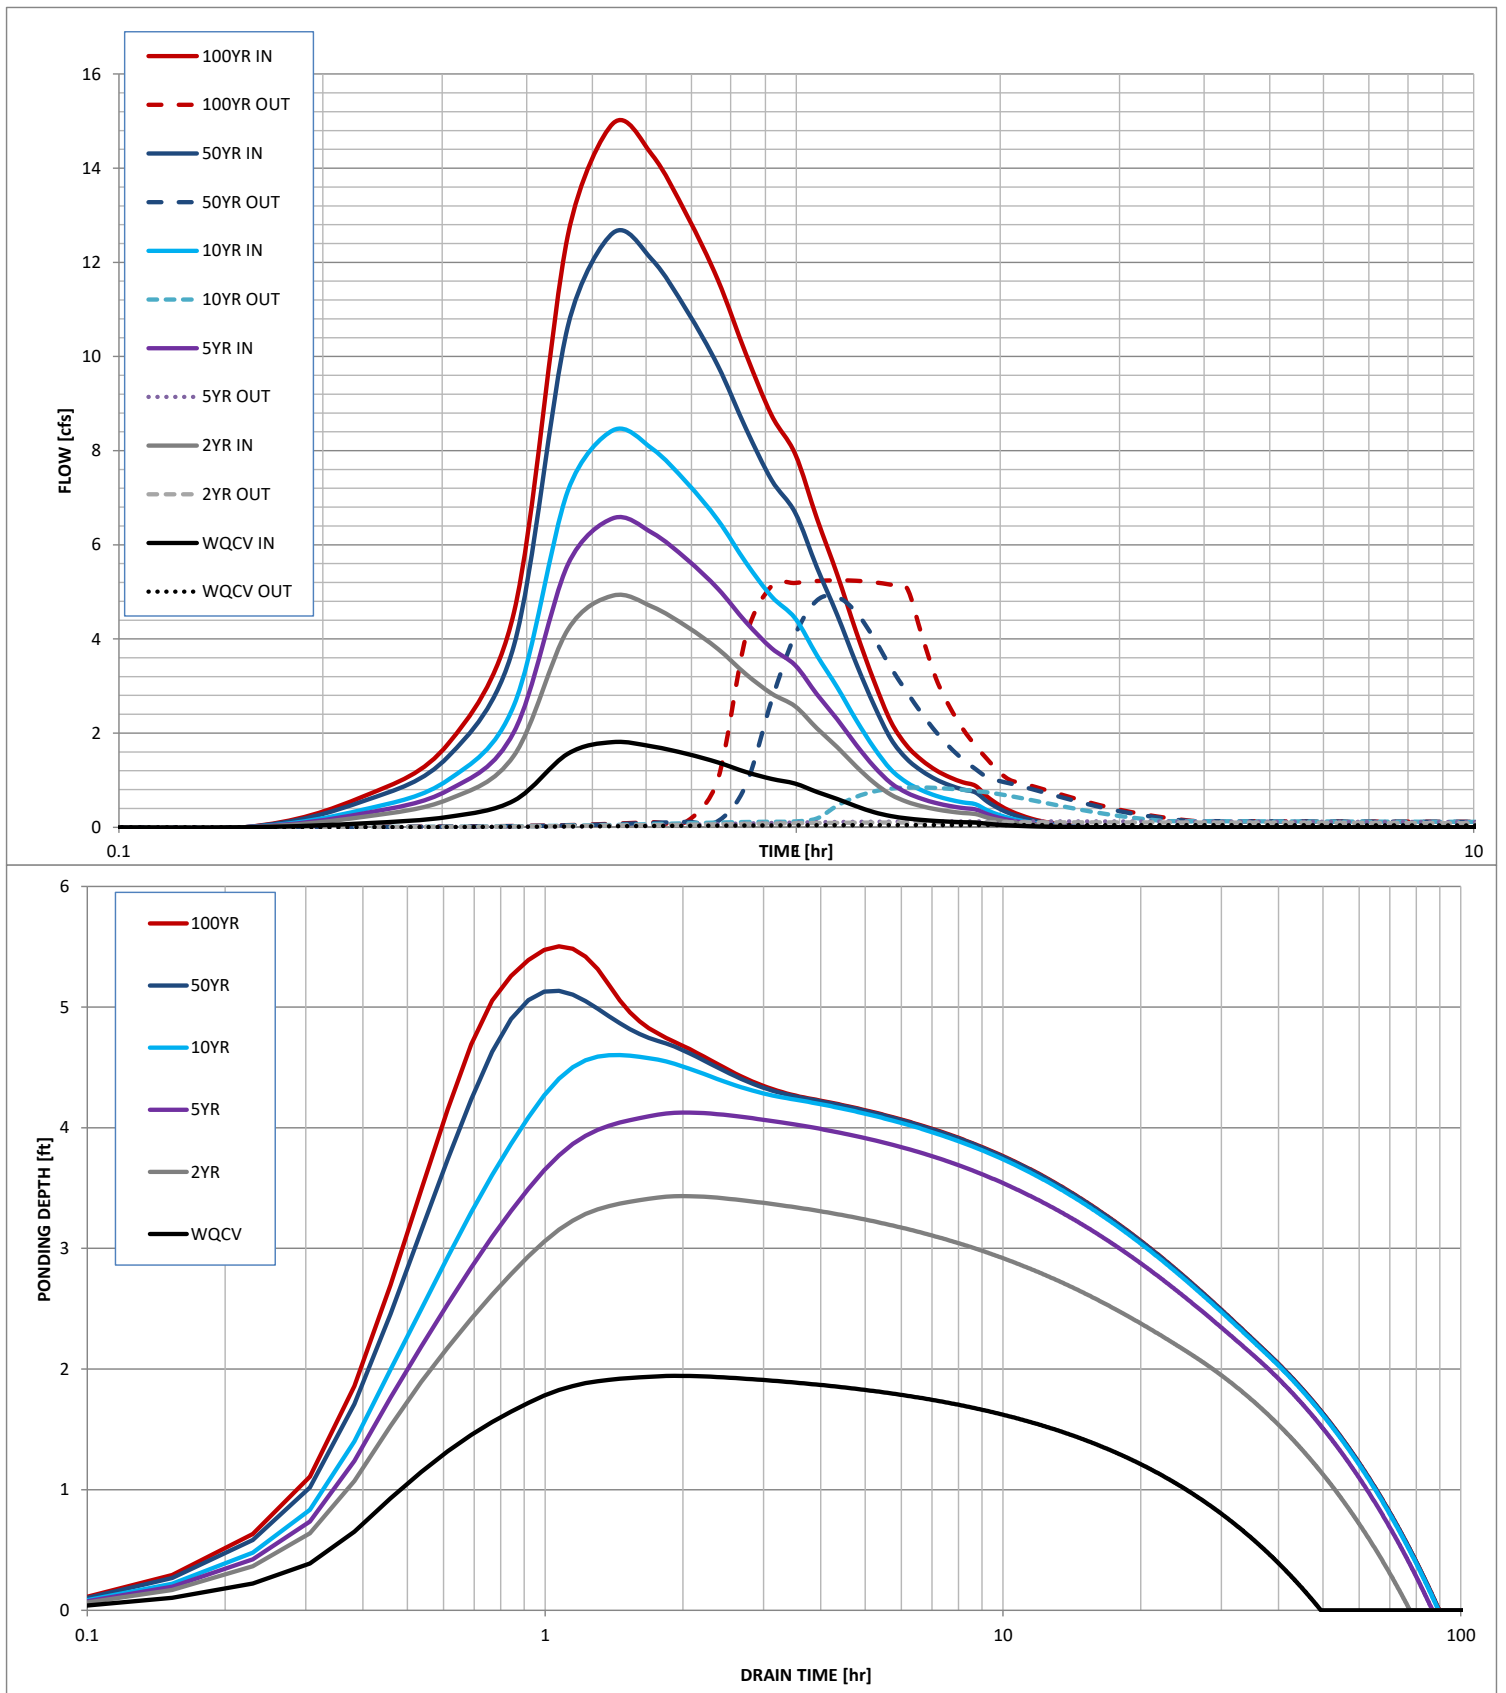 100YR IN
100YR OUT
50YR IN
50YR OUT
10YR IN
10YR OUT
5YR IN
5YR OUT
2YR IN
2YR OUT
WQCV IN
WQCV OUT
16
14
12
10
8
6
4
2
0
FLOW [cfs]
0.1
1
10
TIME [hr]
100YR
50YR
10YR
5YR
2YR
WQCV
6
5
4
3
2
1
0
PONDING DEPTH [ft]
0.1
1
10
100
DRAIN TIME [hr]